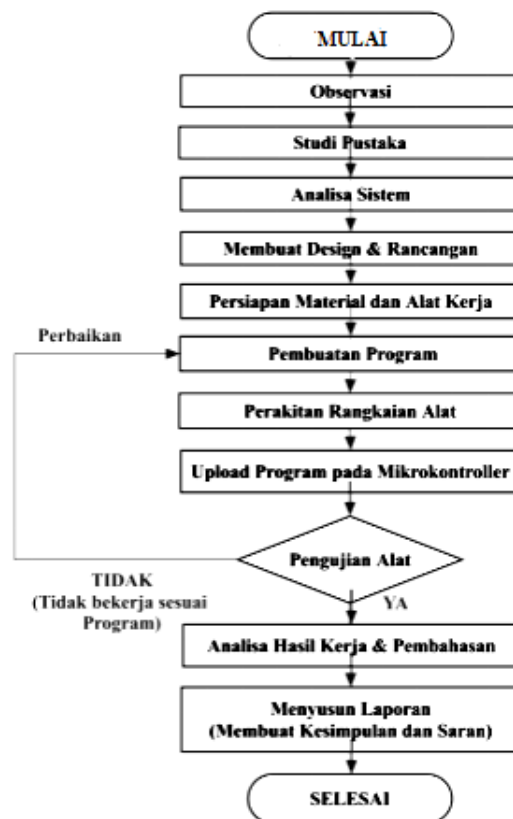 MULAI
Observasi
Studi Pustaka
Analisa Sistem
Membuat Design & Rancangan
Persiapan Material dan Alat Kerja
Perbaikan
Pembuatan Program
Perakitan Rangkaian Alat
Upload Program pada Mikrokontroller
Pengujian Alat
TIDAK
(Tidak bekerja sesuai
Program)
YA
Analisa Hasil Kerja & Pembahasan
Menyusun Laporan
(Membuat Kesimpulan dan Saran)
SELESAI